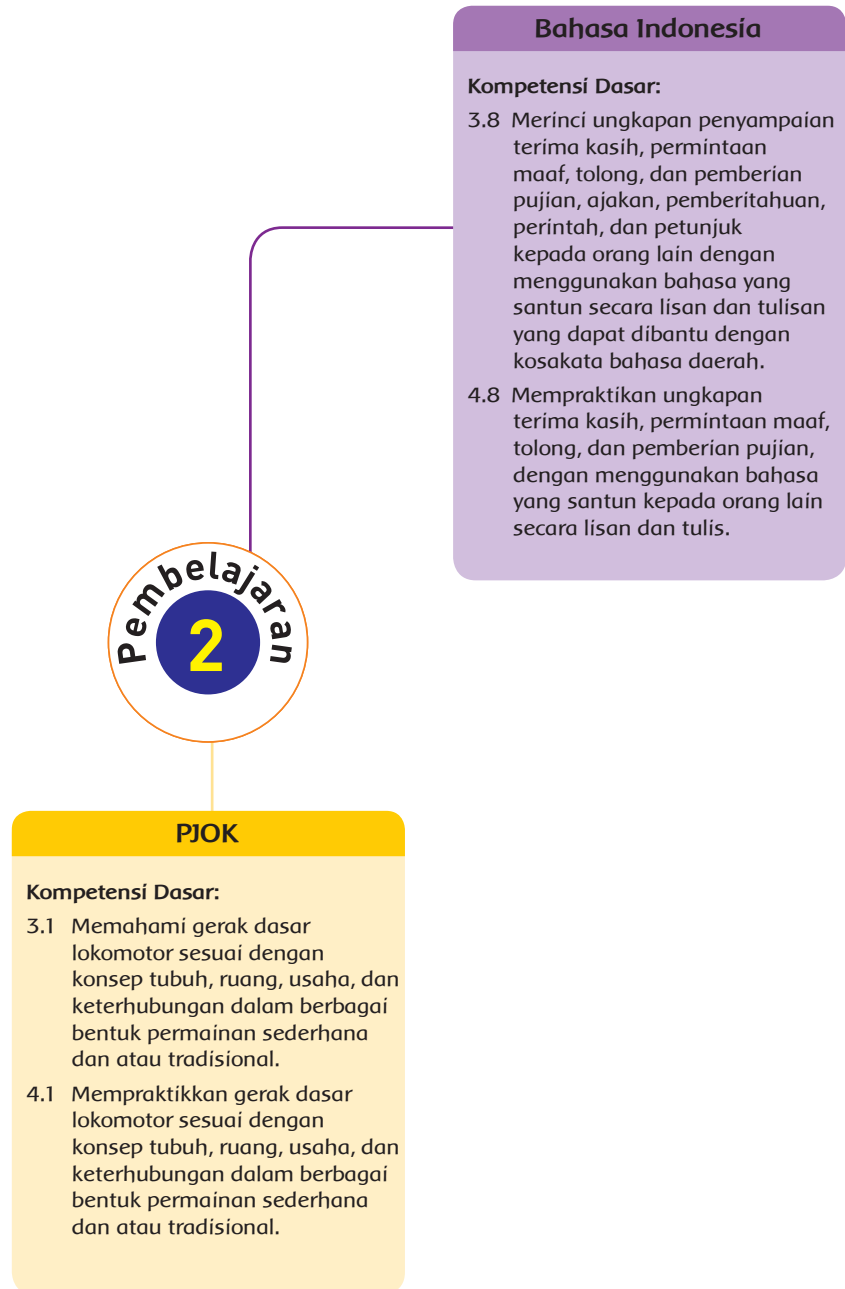 Bahasa Indonesia
Kompetensi Dasar:
3.8 Merinci ungkapan penyampaian
terima kasih, permintaan
maaf, tolong, dan pemberian
pujian, ajakan, pemberitahuan,
perintah, dan petunjuk
kepada orang lain dengan
menggunakan bahasa yang
santun secara lisan dan tulisan
yang dapat dibantu dengan
kosakata bahasa daerah.
4.8 Mempraktikan ungkapan
terima kasih, permintaan maaf,
tolong, dan pemberian pujian,
dengan menggunakan bahasa
yang santun kepada orang lain
secara lisan dan tulis.
Pembelajaran
2
PJOK
Kompetensi Dasar:
3.1 Memahami gerak dasar
lokomotor sesuai dengan
konsep tubuh, ruang, usaha, dan
keterhubungan dalam berbagai
bentuk permainan sederhana
dan atau tradisional.
4.1 Mempraktikkan gerak dasar
lokomotor sesuai dengan
konsep tubuh, ruang, usaha, dan
keterhubungan dalam berbagai
bentuk permainan sederhana
dan atau tradisional.